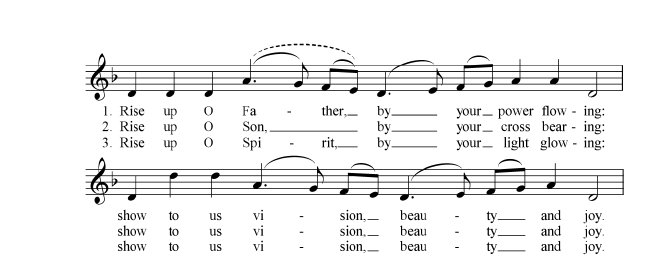 1. Rise up O Fa - ther, by your power flow - ing:
2. Rise up O Son, by your cross bear - ing:
3. Rise up O Spi - rit, by your light glow - ing:
show to us vi - sion, beau - ty and joy.
show to us vi - sion, beau - ty and joy.
show to us vi - sion, beau - ty and joy.